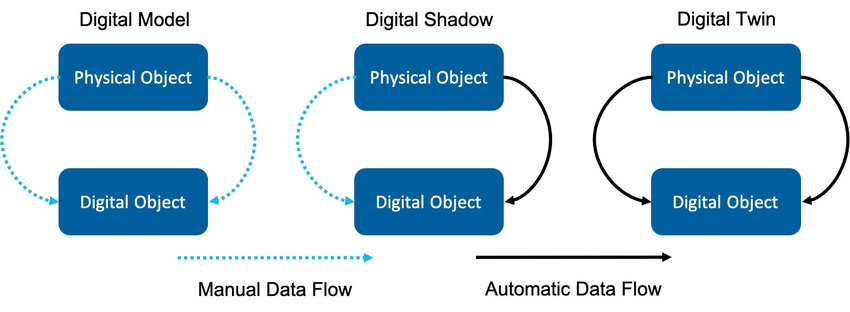 Digital Model
Digital Shadow
Digital Twin
Physical Object
Physical Object
Physical Object
Digital Object
Digital Object
Digital Object
Manual Data Flow
Automatic Data Flow